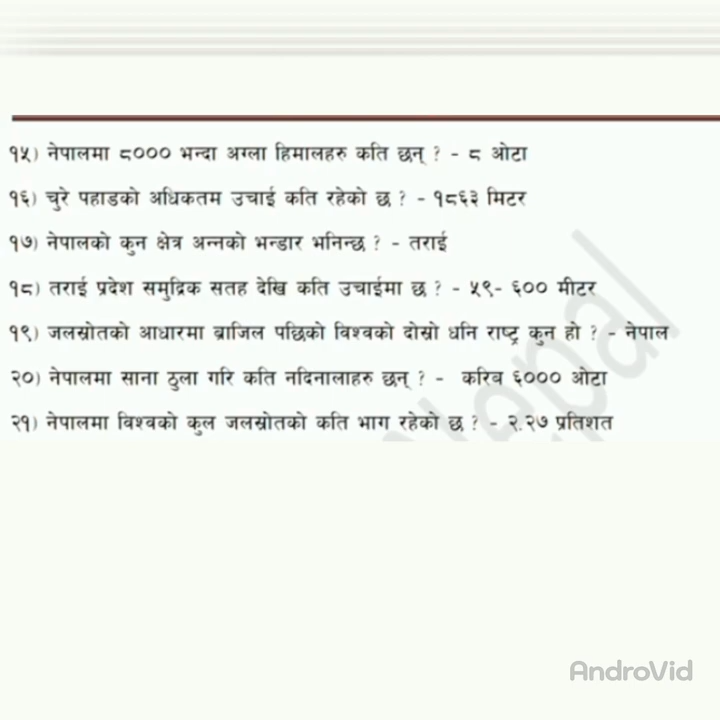 १५) नेपालमा ८००० भन्दा अग्ला हिमालहरु कति छन् ? - ८ ओटा
१६) चुरे पहाडको अधिकतम उचाई कति रहेको छ ? - १८६३ मिटर
१७) नेपालको कुन क्षेत्र अन्नको भन्डार भनिन्छ ? - तराई
१८) तराई प्रदेश समुद्रिक सतह देखि कति उचाईमा छ ? - ५९- ६०० मीटर
१९) जलस्रोतको आधारमा ब्राजिल पछिको विश्वको दोस्रो धनि राष्ट्र कुन हो ? - नेपाल
२०) नेपालमा साना ठुला गरि कति नदिनालाहरु छन् ? - करिब ६००० ओटा
२१) नेपालमा विश्वको कुल जलस्रोतको कति भाग रहेको छ ? - २.२७ प्रतिशत
Nepal
AndroVid